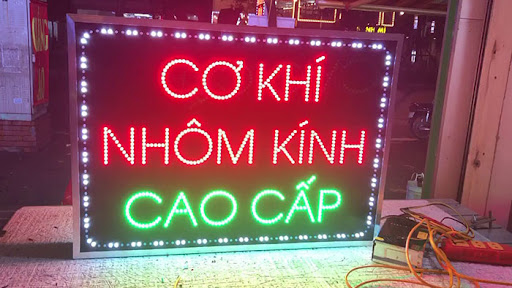 CƠ KHÍ
NHÔM KÍNH
CAO CẤP